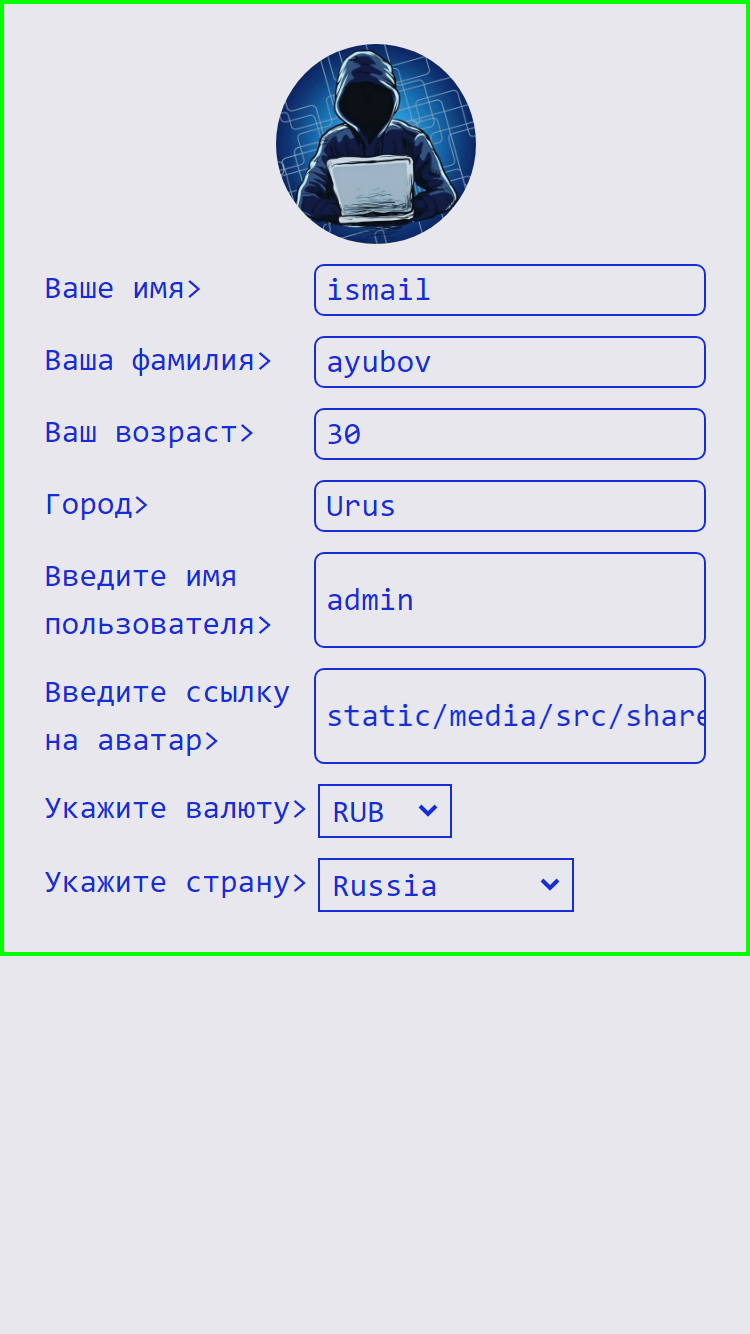 Ваше имя> ismail
Ваша фамилия> ayubov
Ваш возраст> 30
Город> Urus
Введите имя
пользователя> admin
Введите ссылку
на аватар> static/media/src/share
Укажите валюту> RUB
Укажите страну> Russia